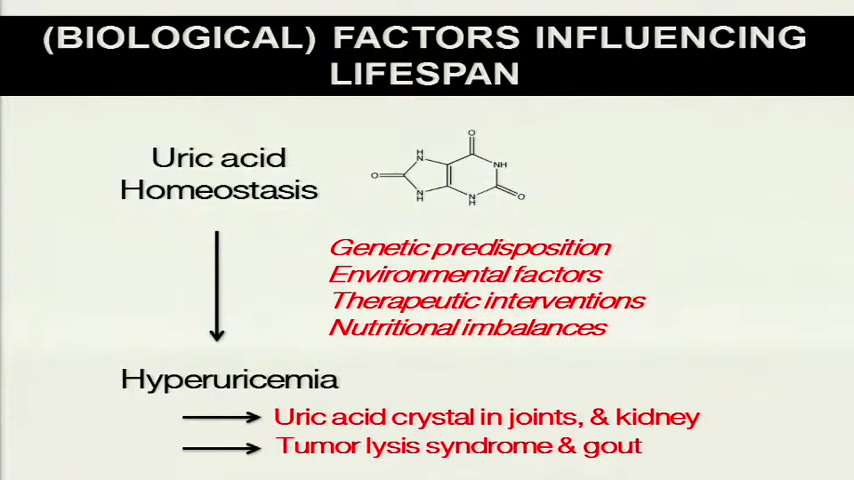 (BIOLOGICAL) FACTORS INFLUENCING
LIFESPAN
Uric acid
Homeostasis
O
H
N
NH
O
N
H
N
H
O
Genetic predisposition
Environmental factors
Therapeutic interventions
Nutritional imbalances
Hyperuricemia
Uric acid crystal in joints, & kidney
Tumor lysis syndrome & gout